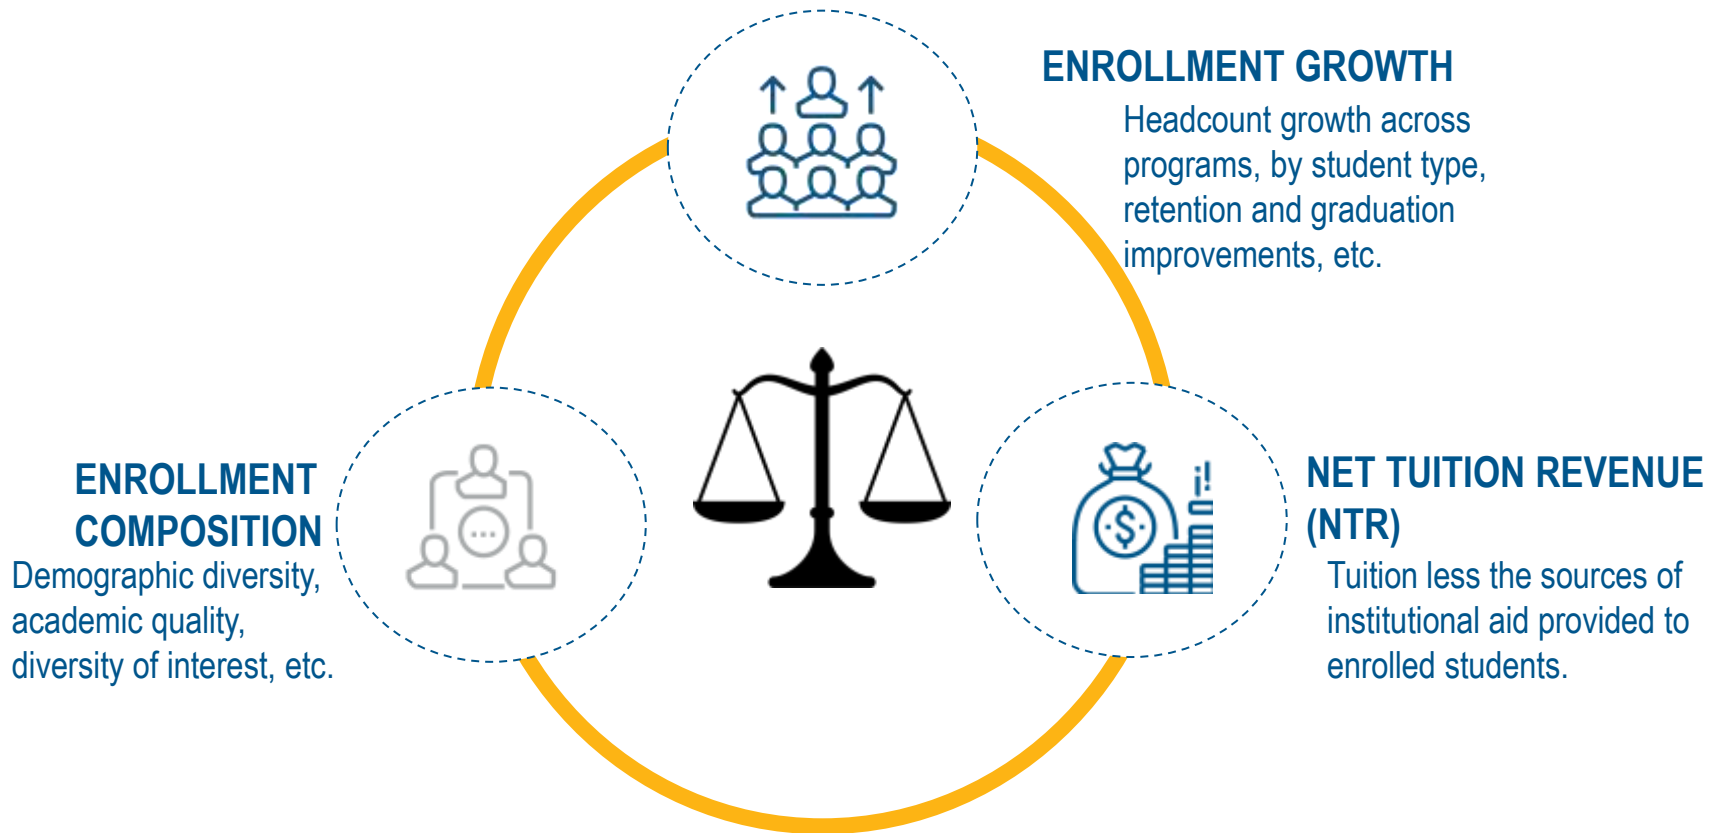 ENROLLMENT GROWTH
Headcount growth across
programs, by student type,
retention and graduation
improvements, etc.
ENROLLMENT
COMPOSITION
Demographic diversity,
academic quality,
diversity of interest, etc.
NET TUITION REVENUE
(NTR)
Tuition less the sources of
institutional aid provided to
enrolled students.